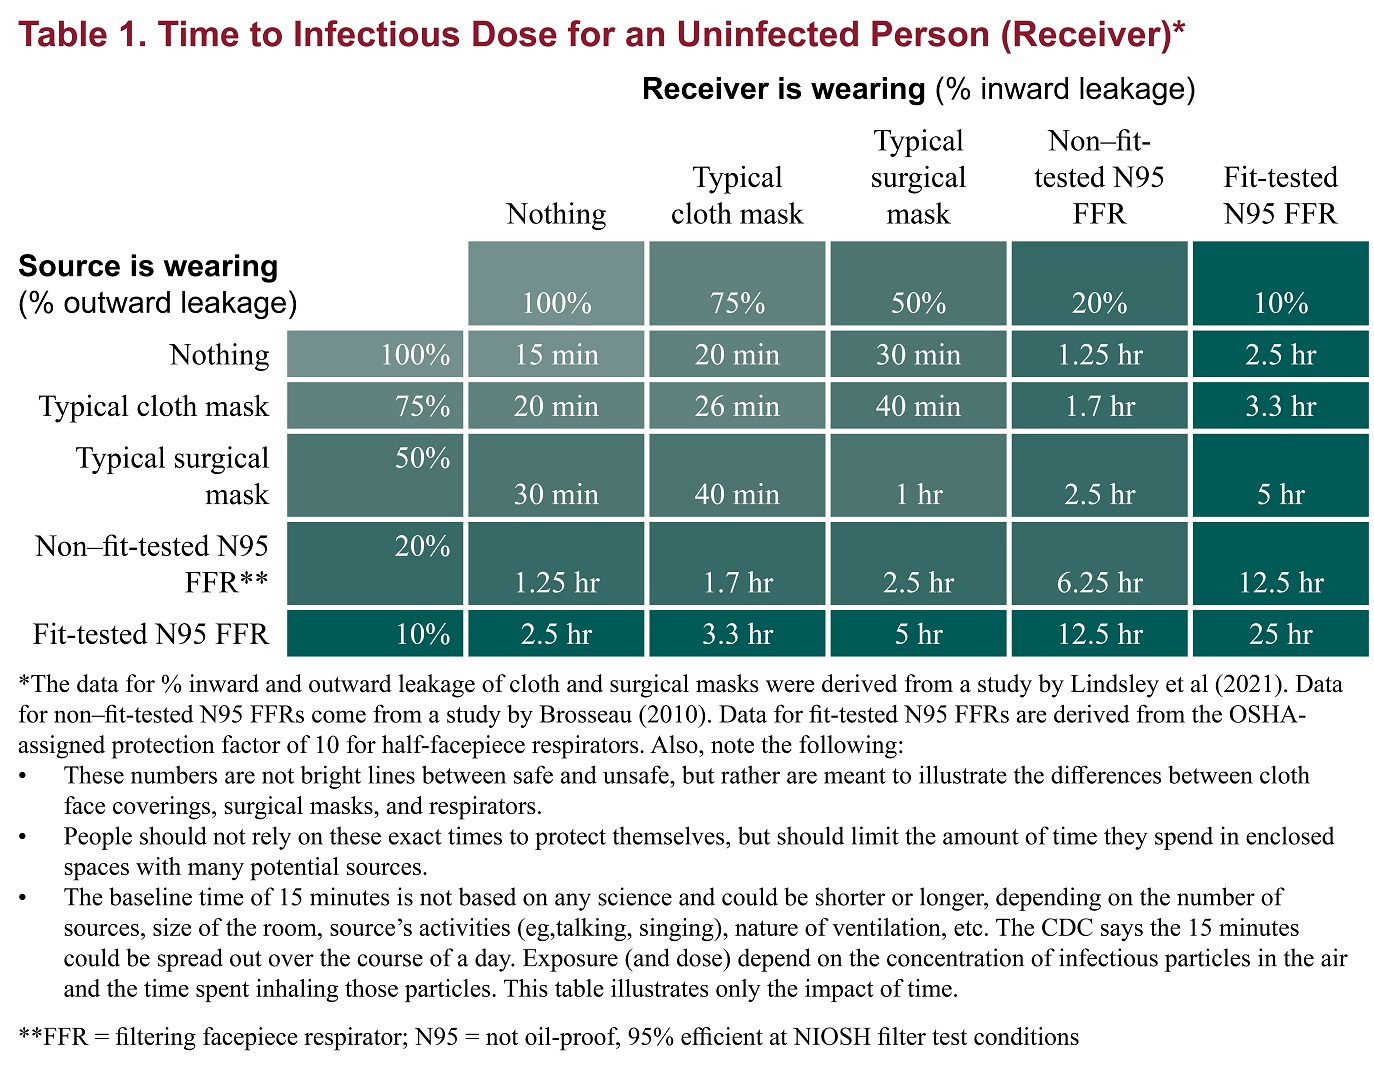 Table 1. Time to Infectious Dose for an Uninfected Person (Receiver)*
Receiver is wearing (% inward leakage)
Nothing
Typical
cloth mask
Typical
surgical
mask
Non–fit-
tested N95
FFR
Fit-tested
N95 FFR
Source is wearing
(% outward leakage)
100% 75% 50% 20% 10%
Nothing 100% 15 min 20 min 30 min 1.25 hr 2.5 hr
Typical cloth mask 75% 20 min 26 min 40 min 1.7 hr 3.3 hr
Typical surgical 50%
mask 30 min 40 min 1 hr 2.5 hr 5 hr
Non–fit-tested N95 20%
FFR** 1.25 hr 1.7 hr 2.5 hr 6.25 hr 12.5 hr
Fit-tested N95 FFR 10% 2.5 hr 3.3 hr 5 hr 12.5 hr 25 hr
*The data for % inward and outward leakage of cloth and surgical masks were derived from a study by Lindsley et al (2021). Data
for non–fit-tested N95 FFRs come from a study by Brosseau (2010). Data for fit-tested N95 FFRs are derived from the OSHA-
assigned protection factor of 10 for half-facepiece respirators. Also, note the following:
• These numbers are not bright lines between safe and unsafe, but rather are meant to illustrate the differences between cloth
face coverings, surgical masks, and respirators.
• People should not rely on these exact times to protect themselves, but should limit the amount of time they spend in enclosed
spaces with many potential sources.
• The baseline time of 15 minutes is not based on any science and could be shorter or longer, depending on the number of
sources, size of the room, source’s activities (eg,talking, singing), nature of ventilation, etc. The CDC says the 15 minutes
could be spread out over the course of a day. Exposure (and dose) depend on the concentration of infectious particles in the air
and the time spent inhaling those particles. This table illustrates only the impact of time.
**FFR = filtering facepiece respirator; N95 = not oil-proof, 95% efficient at NIOSH filter test conditions